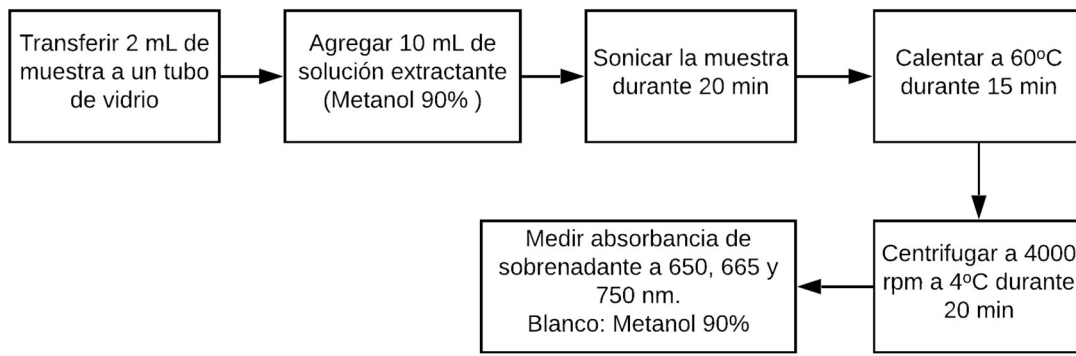 Transferir 2 mL de
muestra a un tubo
de vidrio
Agregar 10 mL de
solución extractante
(Metanol 90% )
Sonicar la muestra
durante 20 min
Calentar a 60ºC
durante 15 min
Centrifugar a 4000
rpm a 4ºC durante
20 min
Medir absorbancia de
sobrenadante a 650, 665 y
750 nm.
Blanco: Metanol 90%